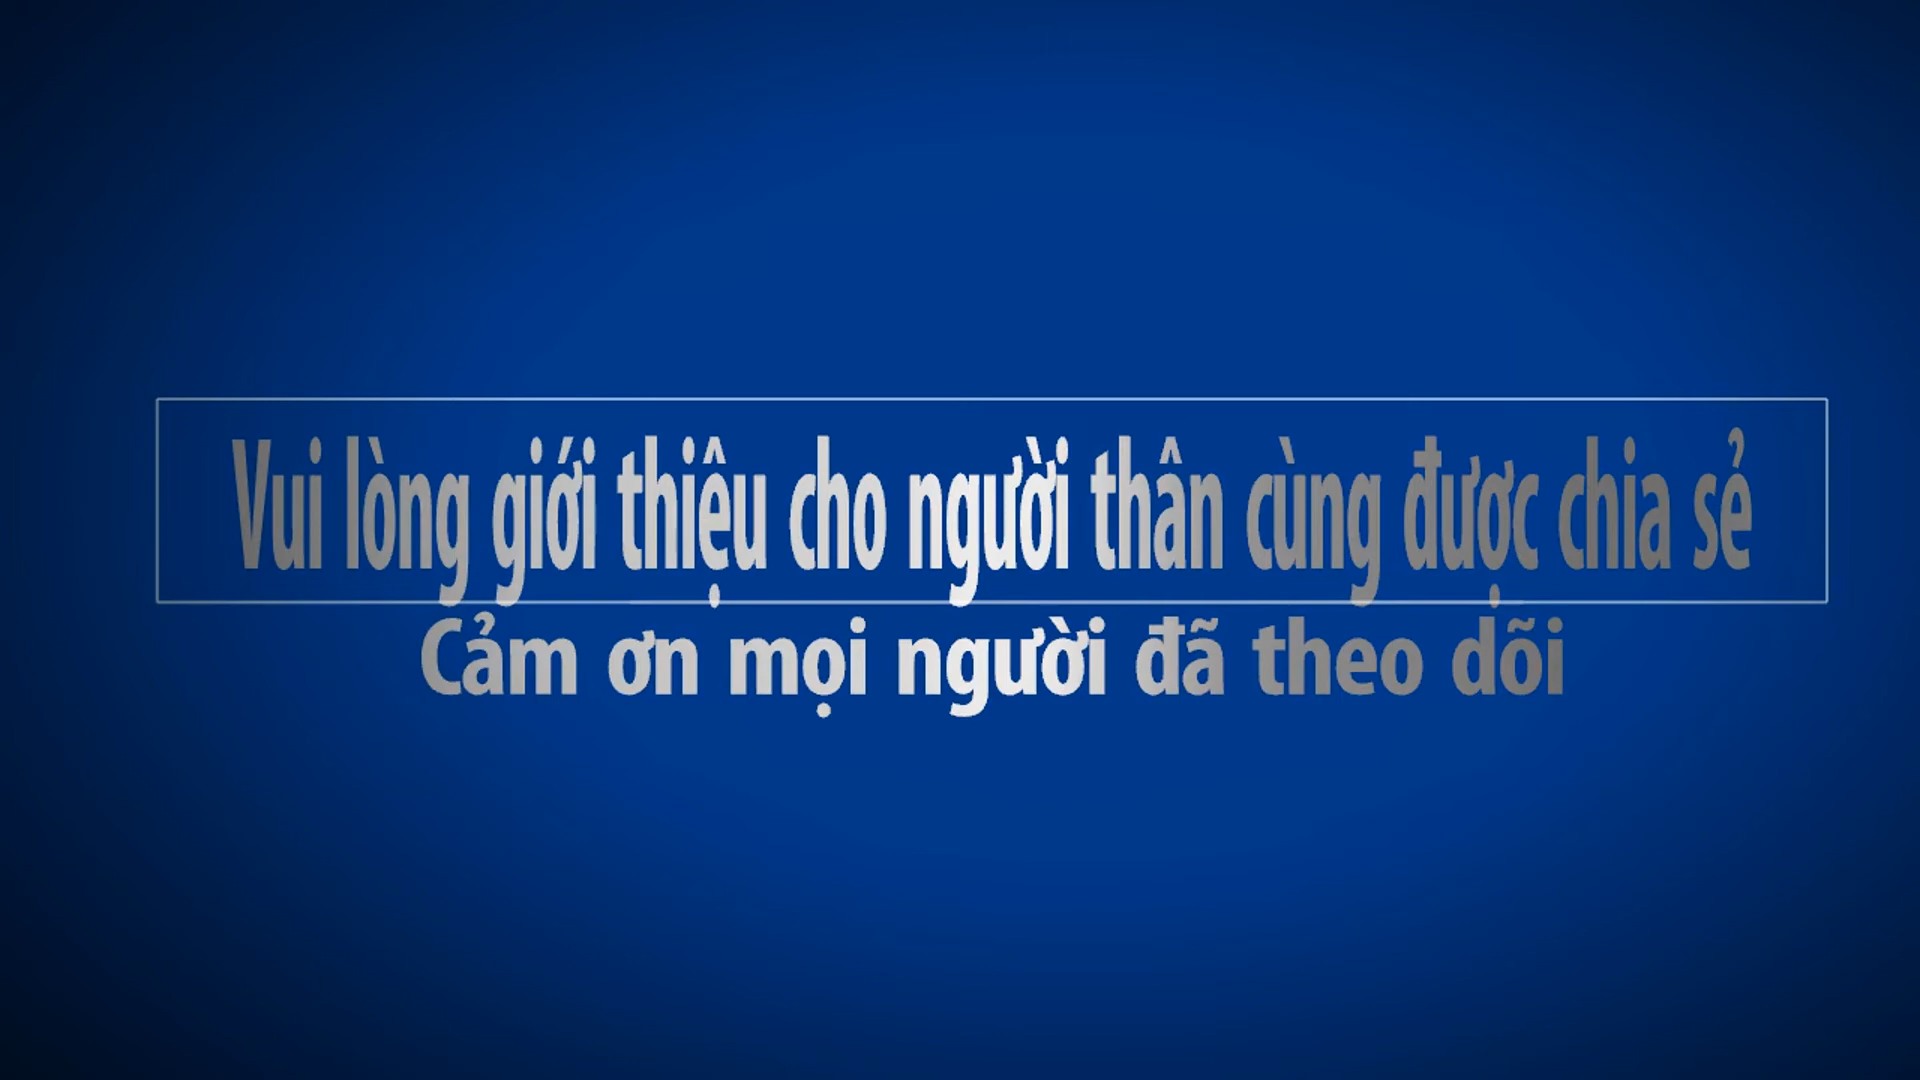 Vui lòng giới thiệu cho người thân cùng được chia sẻ
Cảm ơn mọi người đã theo dõi